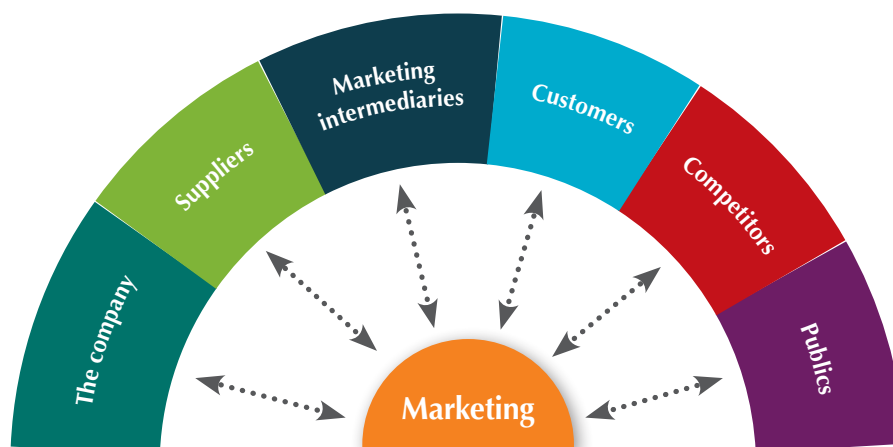 The company
Suppliers
Marketing
intermediaries
Customers
Competitors
Publics
Marketing